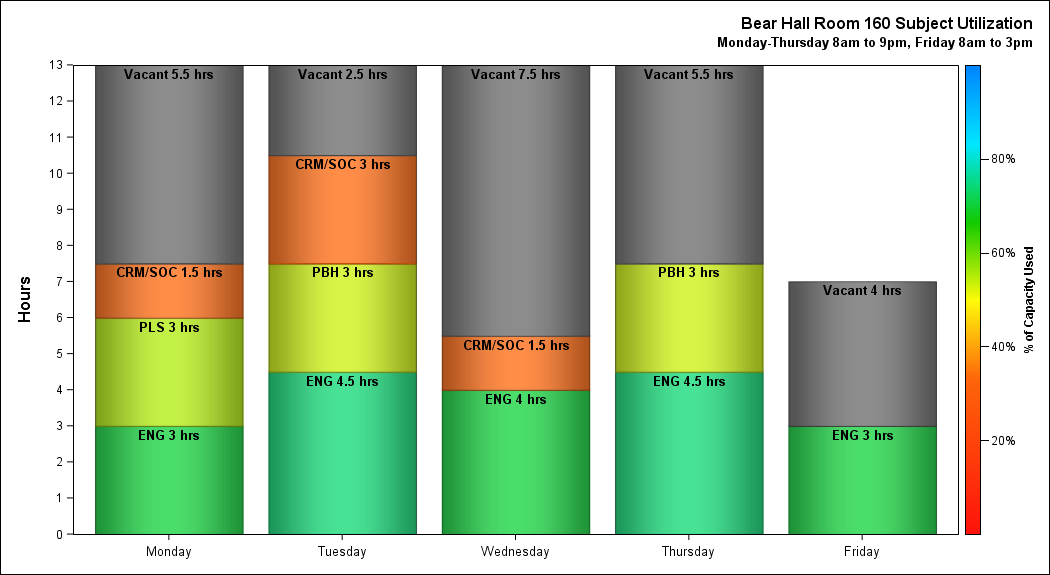 Bear Hall Room 160 Subject Utilization
Monday-Thursday 8am to 9pm, Friday 8am to 3pm
Hours
13
12
11
10
9
8
7
6
5
4
3
2
1
0
Vacant 5.5 hrs
CRM/SOC 1.5 hrs
PLS 3 hrs
ENG 3 hrs
Vacant 2.5 hrs
CRM/SOC 3 hrs
PBH 3 hrs
ENG 4.5 hrs
Vacant 7.5 hrs
CRM/SOC 1.5 hrs
ENG 4 hrs
Vacant 5.5 hrs
PBH 3 hrs
ENG 4.5 hrs
Vacant 4 hrs
ENG 3 hrs
Monday
Tuesday
Wednesday
Thursday
Friday
80%
60%
40%
20%
% of Capacity Used